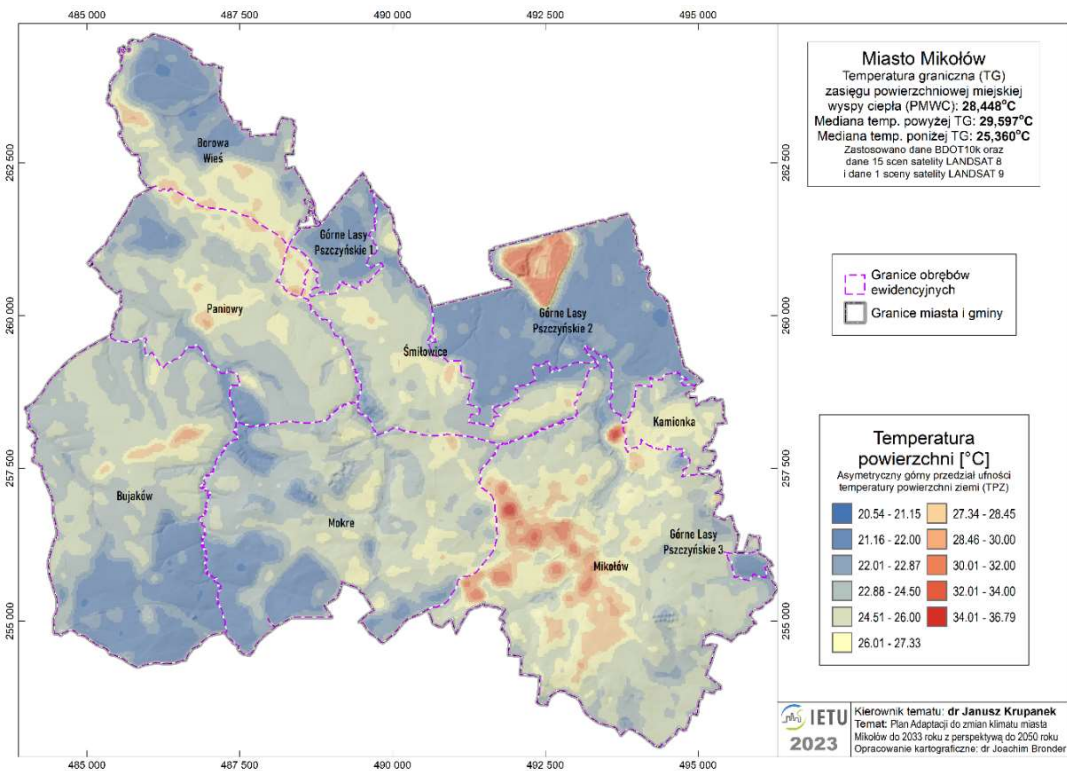 485 000
487 500
490 000
492 500
495 000
262 500
260 000
257 500
255 000
Borowa
Wieś
Górne Lasy
Pszczyńskie 1
Paniowy
Górne Lasy
Pszczyńskie 2
Śmiłowice
Kamionka
Bujaków
Mokre
Górne Lasy
Pszczyńskie 3
Mikołów
262 500
260 000
257 500
255 000
485 000
487 500
490 000
492 500
495 000
Miasto Mikołów
Temperatura graniczna (TG)
zasięgu powierzchniowej miejskiej
wyspy ciepła (PMWC): 28,448°C
Mediana temp. powyżej TG: 29,597°C
Mediana temp. poniżej TG: 25,360°C
Zastosowano dane BDOT10k oraz
dane 15 scen satelity LANDSAT 8
i dane 1 sceny satelity LANDSAT 9
Granice obrębów
ewidencyjnych
Granice miasta i gminy
Temperatura
powierzchni [°C]
Asymetryczny górny przedział ufności
temperatury powierzchni ziemi (TPZ)
20.54 - 21.15
21.16 - 22.00
22.01 - 22.87
22.88 - 24.50
24.51 - 26.00
26.01 - 27.33
27.34 - 28.45
28.46 - 30.00
30.01 - 32.00
32.01 - 34.00
34.01 - 36.79
IETU
2023
Kierownik tematu: dr Janusz Krupanek
Temat: Plan Adaptacji do zmian klimatu miasta
Mikołów do 2033 roku z perspektywą do 2050 roku
Opracowanie kartograficzne: dr Joachim Bronder